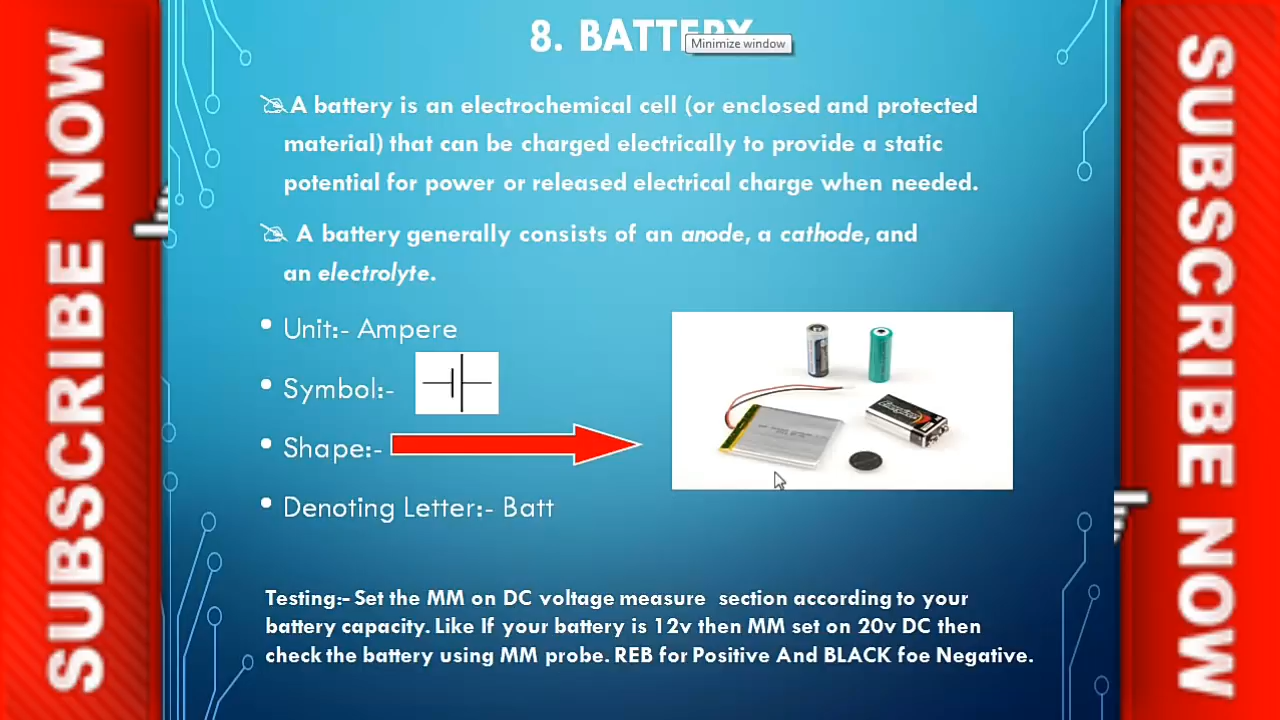 SUBSCRIBE NOW
8. BATTERY
Minimize window
A battery is an electrochemical cell (or enclosed and protected
material) that can be charged electrically to provide a static
potential for power or released electrical charge when needed.
A battery generally consists of an anode, a cathode, and
an electrolyte.
Unit:- Ampere
Symbol:-
Shape:-
Denoting Letter:- Batt
Testing:- Set the MM on DC voltage measure section according to your
battery capacity. Like If your battery is 12v then MM set on 20v DC then
check the battery using MM probe. REB for Positive And BLACK foe Negative.
SUBSCRIBE NOW